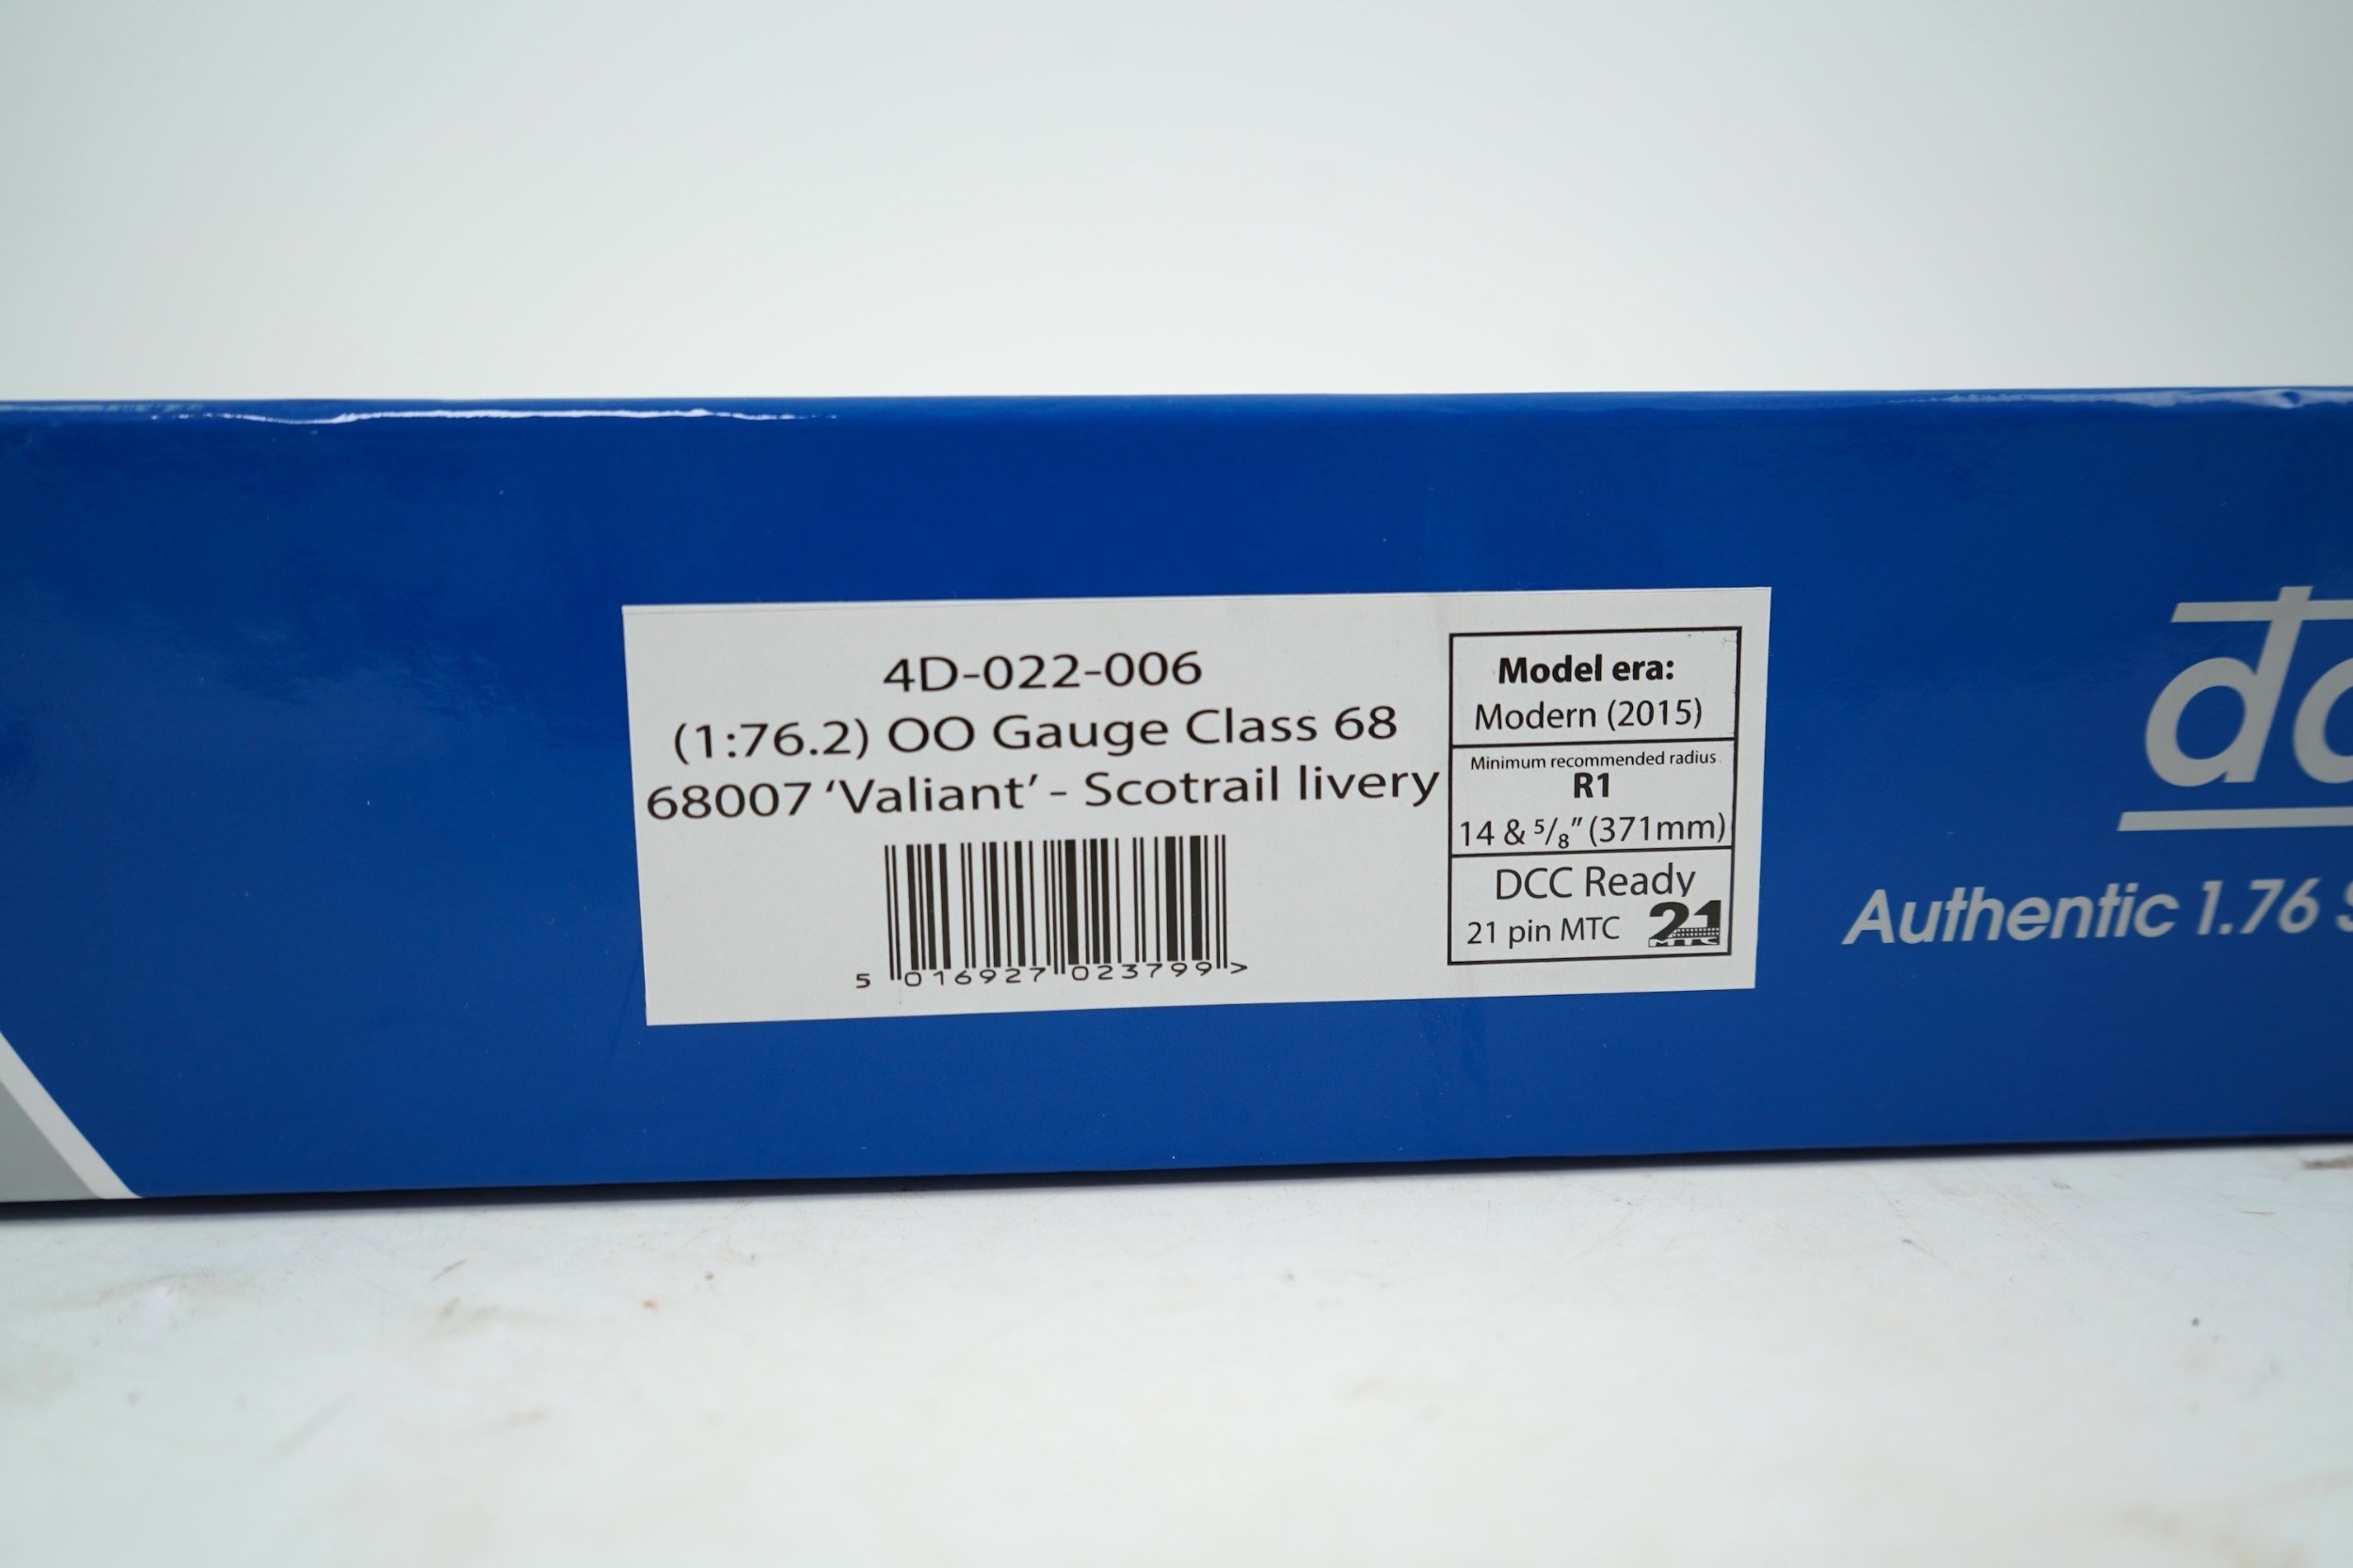 4D-022-006
(1:76.2) OO Gauge Class 68
68007 ‘Valiant’ - Scotrail livery
5 016927 023799 >
Model era:
Modern (2015)
Minimum recommended radius
R1
14 & 5/8” (371mm)
DCC Ready
21 pin MTC 21
MTC
Authentic 1.76